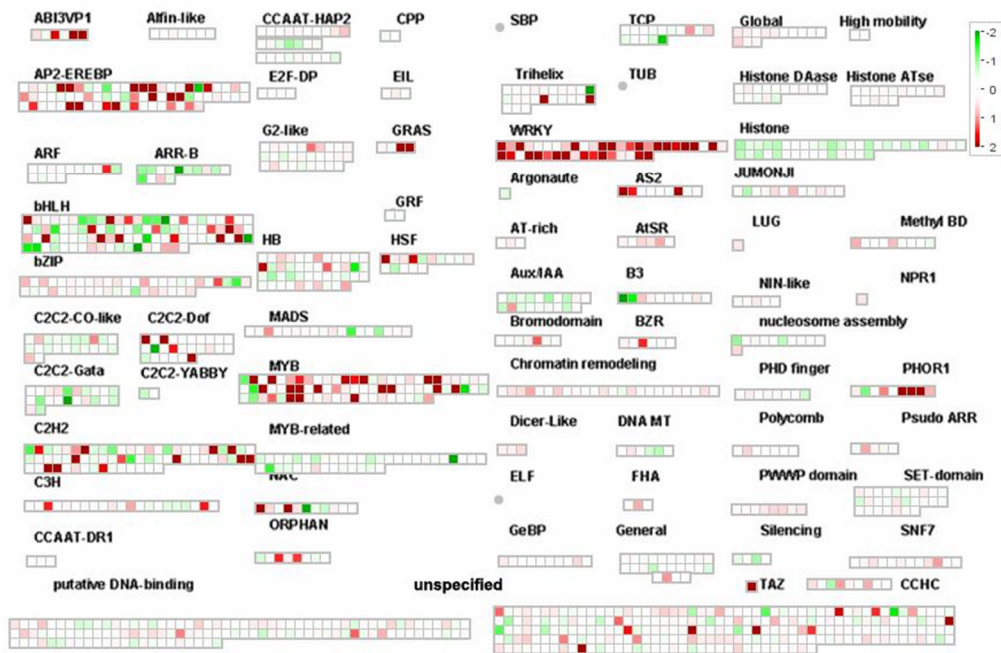 ABI3VP1 Alfin-like CCAAT-HAP2 CPP SBP TCP Global High mobility
-2
-1
0
1
2
AP2-EREBP E2F-DP EIL Trihelix TUB Histone DAase Histone ATse
G2-like GRAS WRKY Histone
ARF ARR-B Argonaute AS2 JUMONJI
bHLH GRF AT-rich AtSR LUG Methyl BD
HB HSF
bZIP Aux/IAA B3 NIN-like NPR1
C2C2-CO-like C2C2-Dof MADS Bromodomain BZR nucleosome assembly
C2C2-Gata C2C2-YABBY MYB Chromatin remodeling PHD finger PHOR1
C2H2 MYB-related Dicer-Like DNA MT Polycomb Psudo ARR
C3H NAC ELF FHA PWWP domain SET-domain
CCAAT-DR1 ORPHAN GeBP General Silencing SNF7
putative DNA-binding unspecified TAZ CCHC